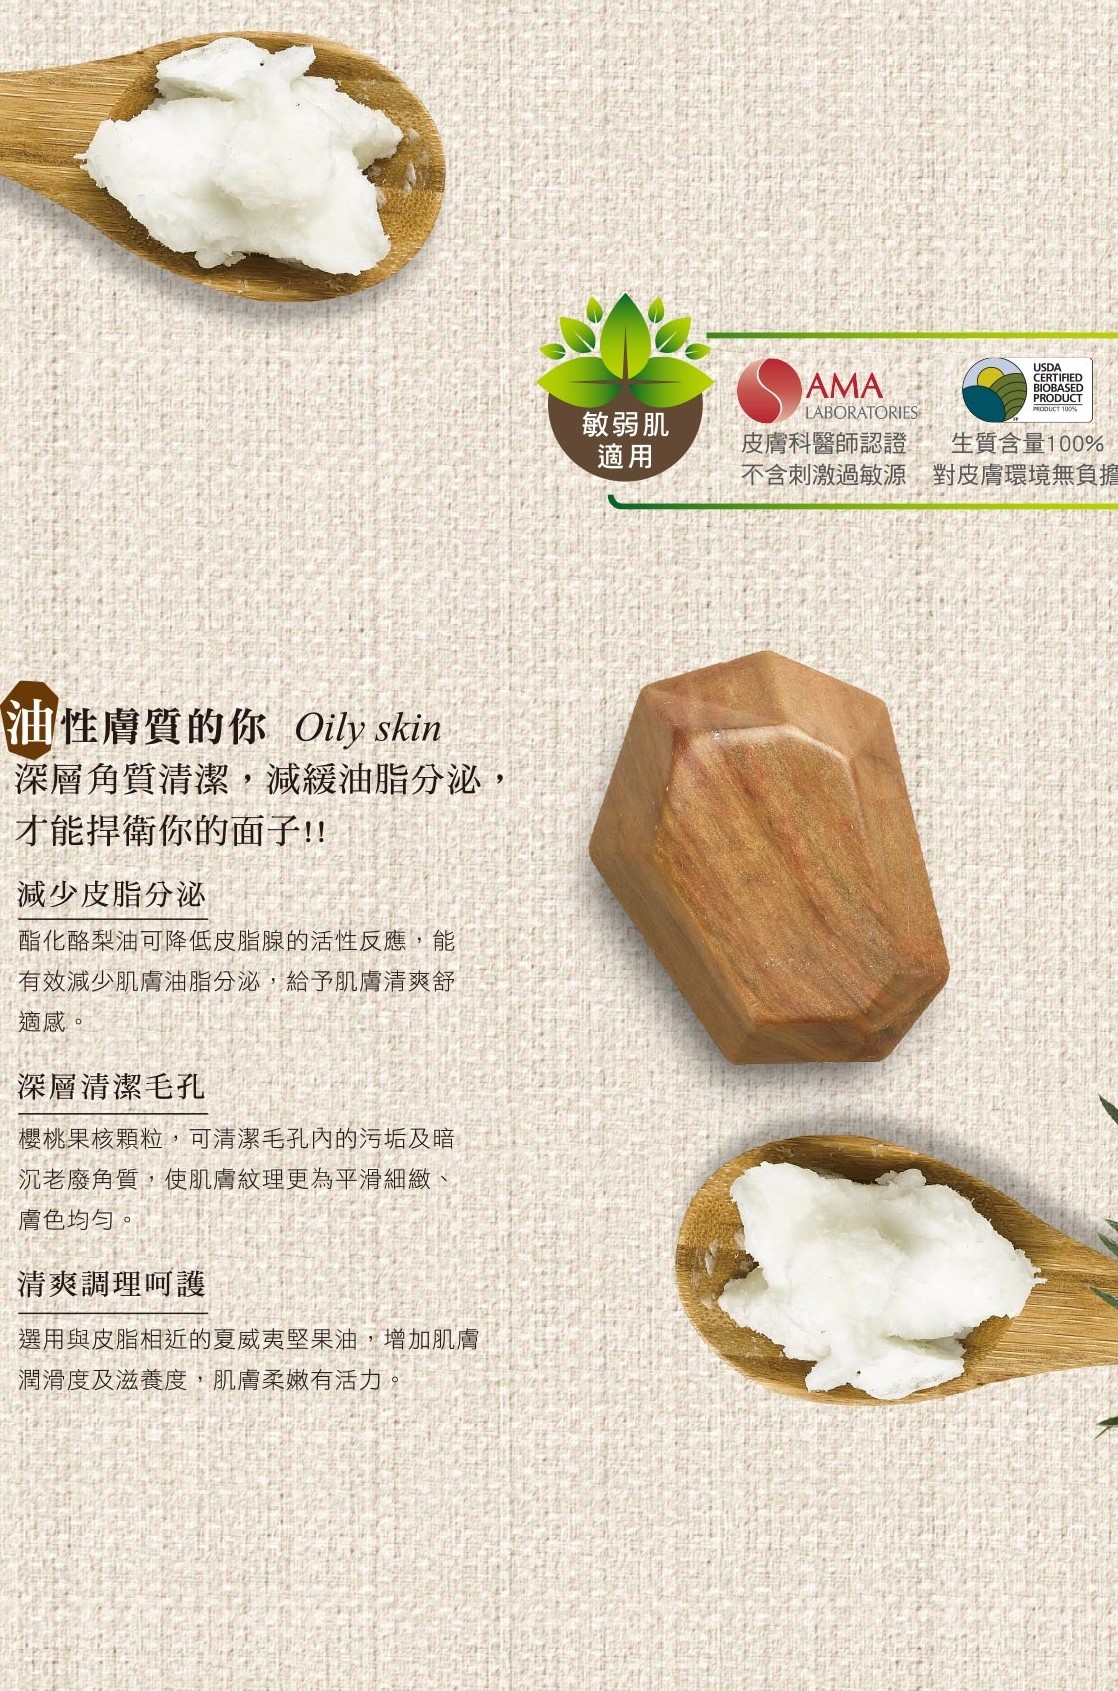 敏弱肌
適用
AMA
LABORATORIES
皮膚科醫師認證
不含刺激過敏源
USDA
CERTIFIED
BIOBASED
PRODUCT
PRODUCT 100%
生質含量100%
對皮膚環境無負擔
油性膚質的你 Oily skin
深層角質清潔，減緩油脂分泌，
才能捍衛你的面子!!
減少皮脂分泌
酯化酪梨油可降低皮脂腺的活性反應，能
有效減少肌膚油脂分泌，給予肌膚清爽舒
適感。
深層清潔毛孔
櫻桃果核顆粒，可清潔毛孔內的污垢及暗
沉老廢角質，使肌膚紋理更為平滑細緻、
膚色均勻。
清爽調理呵護
選用與皮脂相近的夏威夷堅果油，增加肌膚
潤滑度及滋養度，肌膚柔嫩有活力。